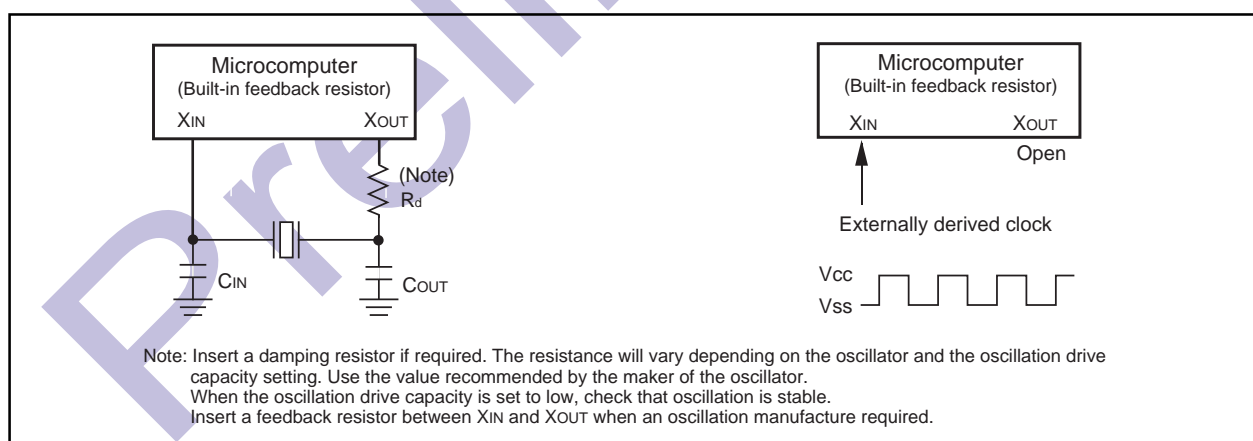 Microcomputer
(Built-in feedback resistor)
XIN XOUT
(Note)
Rd
CIN
COUT
Microcomputer
(Built-in feedback resistor)
XIN XOUT
Open
Externally derived clock
Vcc
Vss
Note: Insert a damping resistor if required. The resistance will vary depending on the oscillator and the oscillation drive
capacity setting. Use the value recommended by the maker of the oscillator.
When the oscillation drive capacity is set to low, check that oscillation is stable.
Insert a feedback resistor between XIN and XOUT when an oscillation manufacture required.
Preli